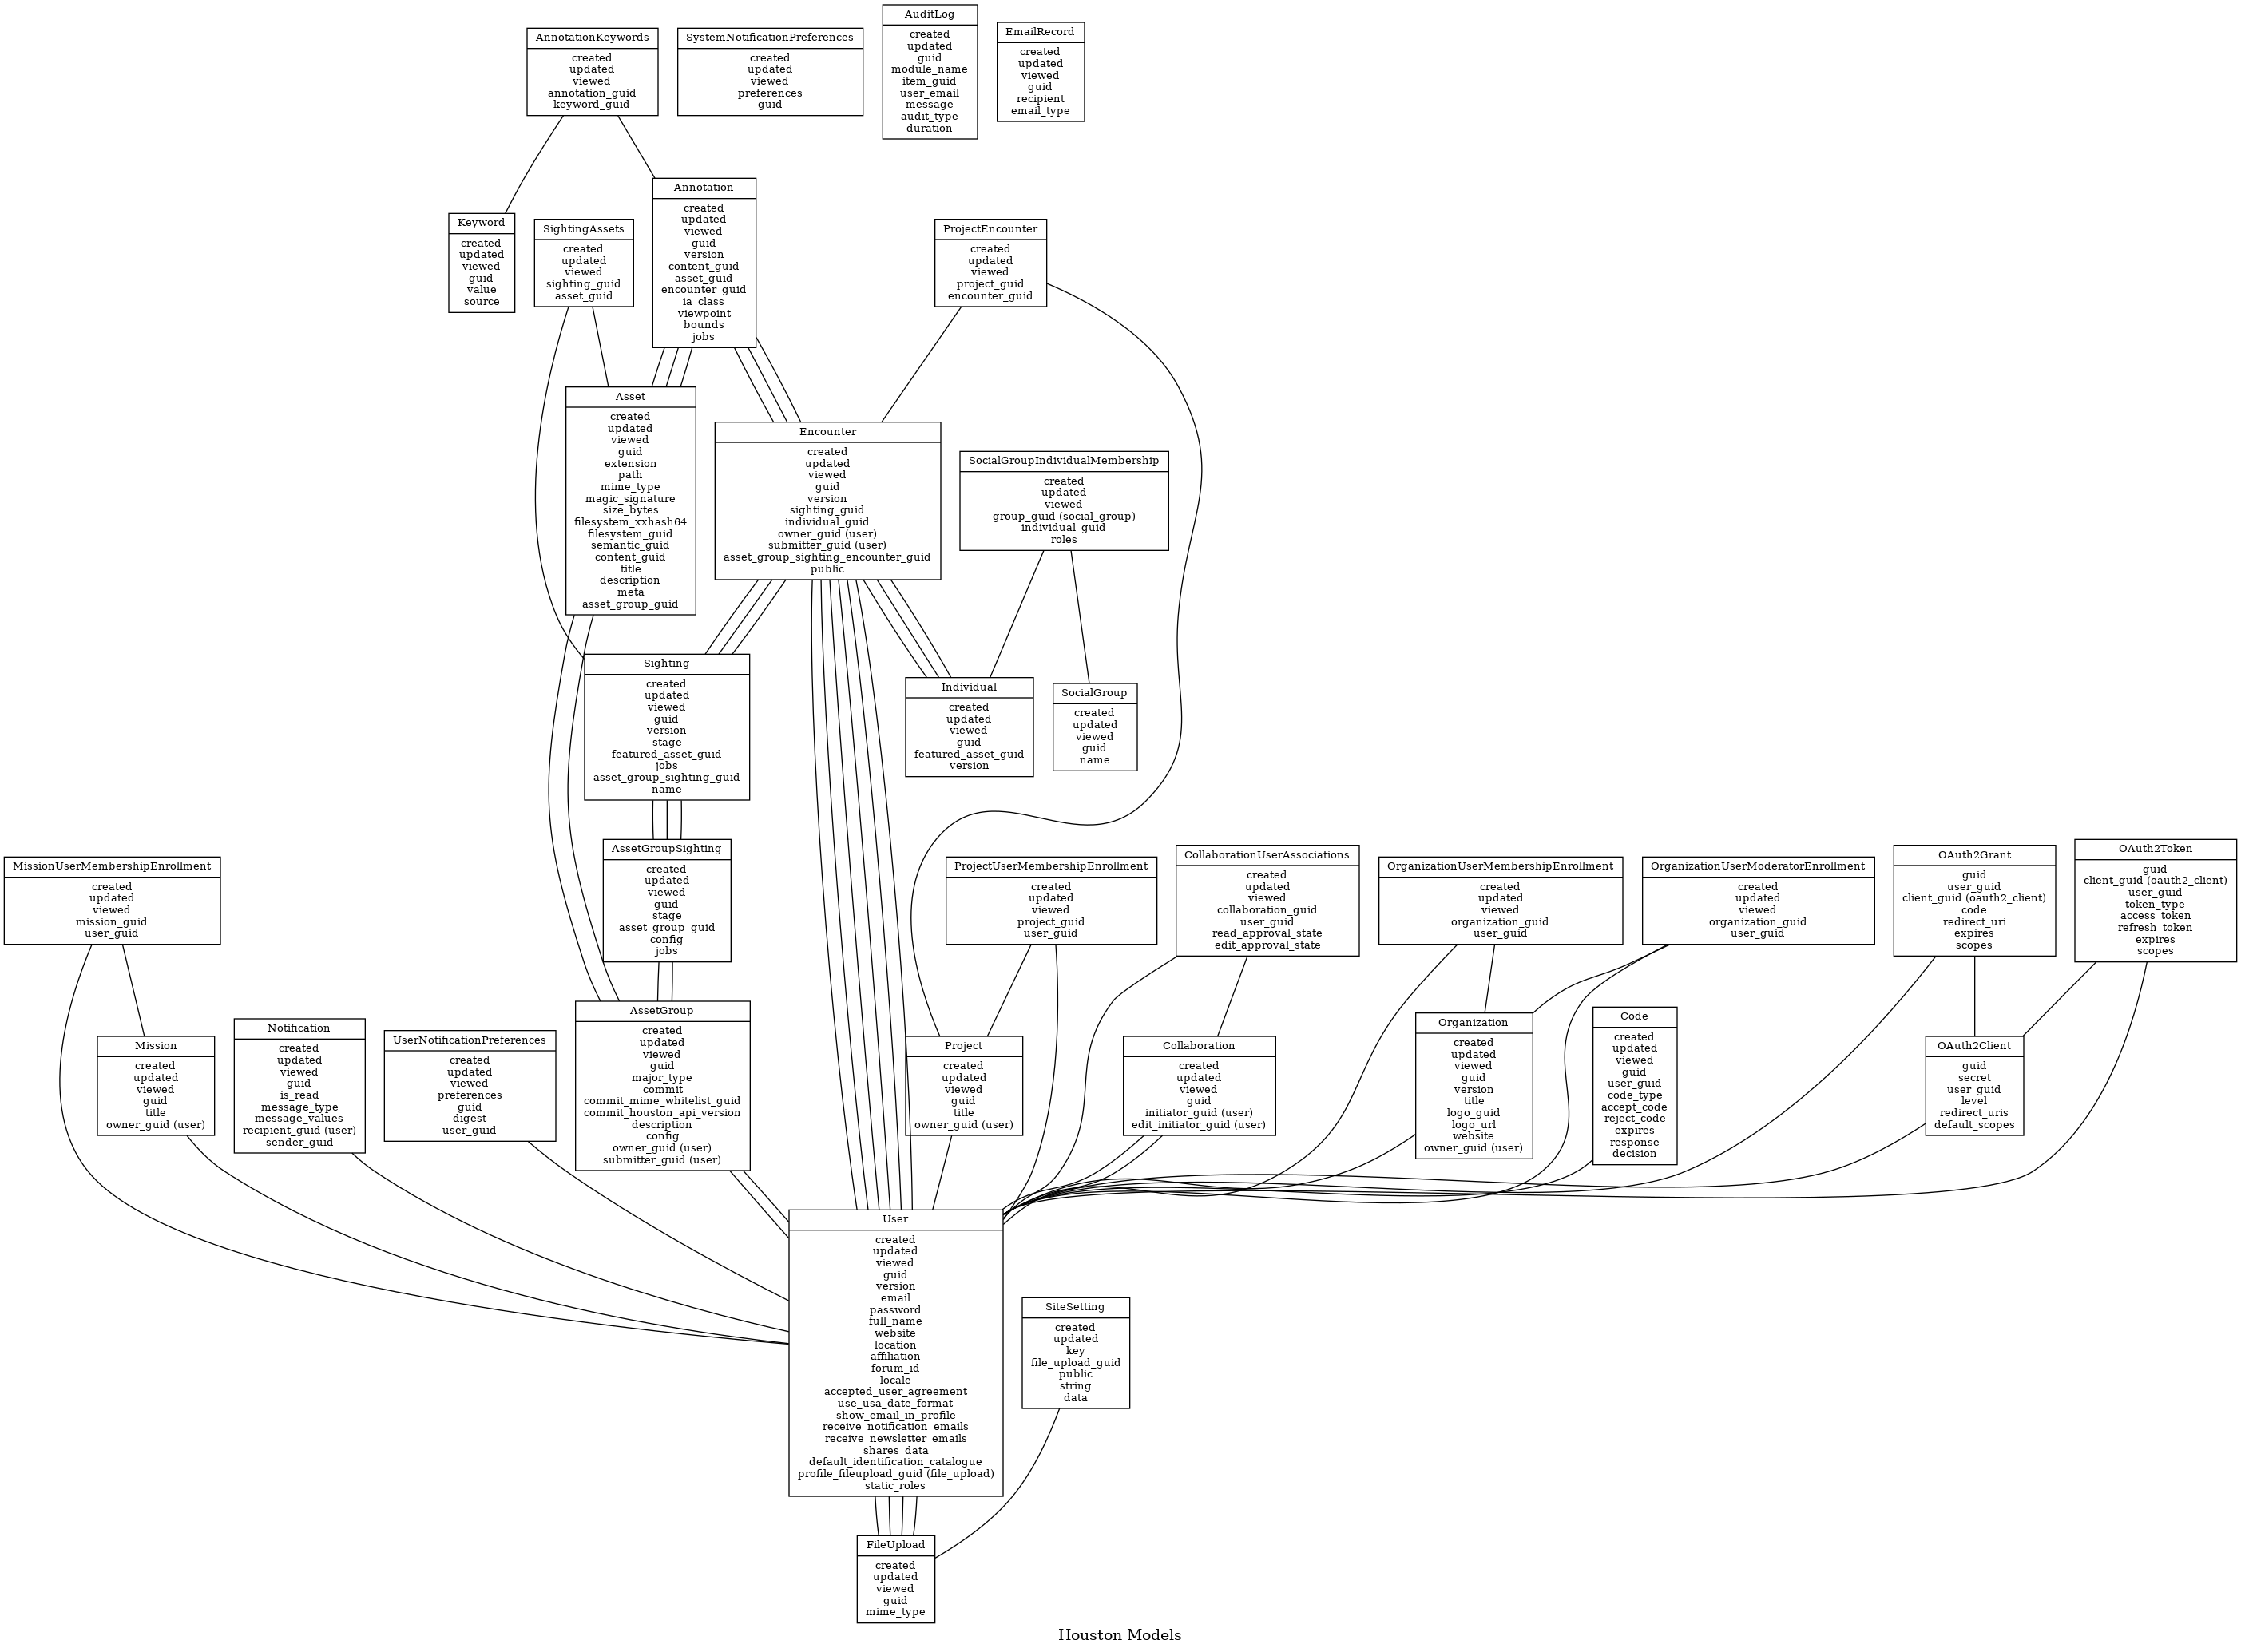 AnnotationKeywords
created
updated
viewed
annotation_guid
keyword_guid
SystemNotificationPreferences
created
updated
viewed
preferences
guid
AuditLog
created
updated
guid
module_name
item_guid
user_email
message
audit_type
duration
EmailRecord
created
updated
viewed
guid
recipient
email_type
Keyword
created
updated
viewed
guid
value
source
SightingAssets
created
updated
viewed
sighting_guid
asset_guid
Annotation
created
updated
viewed
guid
version
content_guid
asset_guid
encounter_guid
ia_class
viewpoint
bounds
jobs
ProjectEncounter
created
updated
viewed
project_guid
encounter_guid
Asset
created
updated
viewed
guid
extension
path
mime_type
magic_signature
size_bytes
filesystem_xxhash64
filesystem_guid
semantic_guid
content_guid
title
description
meta
asset_group_guid
Encounter
created
updated
viewed
guid
version
sighting_guid
individual_guid
owner_guid (user)
submitter_guid (user)
asset_group_sighting_encounter_guid
public
SocialGroupIndividualMembership
created
updated
viewed
group_guid (social_group)
individual_guid
roles
Sighting
created
updated
viewed
guid
version
stage
featured_asset_guid
jobs
asset_group_sighting_guid
name
Individual
created
updated
viewed
guid
featured_asset_guid
version
SocialGroup
created
updated
viewed
guid
name
MissionUserMembershipEnrollment
created
updated
viewed
mission_guid
user_guid
AssetGroupSighting
created
updated
viewed
guid
stage
asset_group_guid
config
jobs
ProjectUserMembershipEnrollment
created
updated
viewed
project_guid
user_guid
CollaborationUserAssociations
created
updated
viewed
collaboration_guid
user_guid
read_approval_state
edit_approval_state
OrganizationUserMembershipEnrollment
created
updated
viewed
organization_guid
user_guid
OrganizationUserModeratorEnrollment
created
updated
viewed
organization_guid
user_guid
OAuth2Grant
guid
user_guid
client_guid (oauth2_client)
code
redirect_uri
expires
scopes
OAuth2Token
guid
client_guid (oauth2_client)
user_guid
token_type
access_token
refresh_token
expires
scopes
Mission
created
updated
viewed
guid
title
owner_guid (user)
Notification
created
updated
viewed
guid
is_read
message_type
message_values
recipient_guid (user)
sender_guid
UserNotificationPreferences
created
updated
viewed
preferences
guid
digest
user_guid
AssetGroup
created
updated
viewed
guid
major_type
commit
commit_mime_whitelist_guid
commit_houston_api_version
description
config
owner_guid (user)
submitter_guid (user)
Project
created
updated
viewed
guid
title
owner_guid (user)
Collaboration
created
updated
viewed
guid
initiator_guid (user)
edit_initiator_guid (user)
Organization
created
updated
viewed
guid
version
title
logo_guid
logo_url
website
owner_guid (user)
Code
created
updated
viewed
guid
user_guid
code_type
accept_code
reject_code
expires
response
decision
OAuth2Client
guid
secret
user_guid
level
redirect_uris
default_scopes
User
created
updated
viewed
guid
version
email
password
full_name
website
location
affiliation
forum_id
locale
accepted_user_agreement
use_usa_date_format
show_email_in_profile
receive_notification_emails
receive_newsletter_emails
shares_data
default_identification_catalogue
profile_fileupload_guid (file_upload)
static_roles
SiteSetting
created
updated
key
file_upload_guid
public
string
data
FileUpload
created
updated
viewed
guid
mime_type
Houston Models